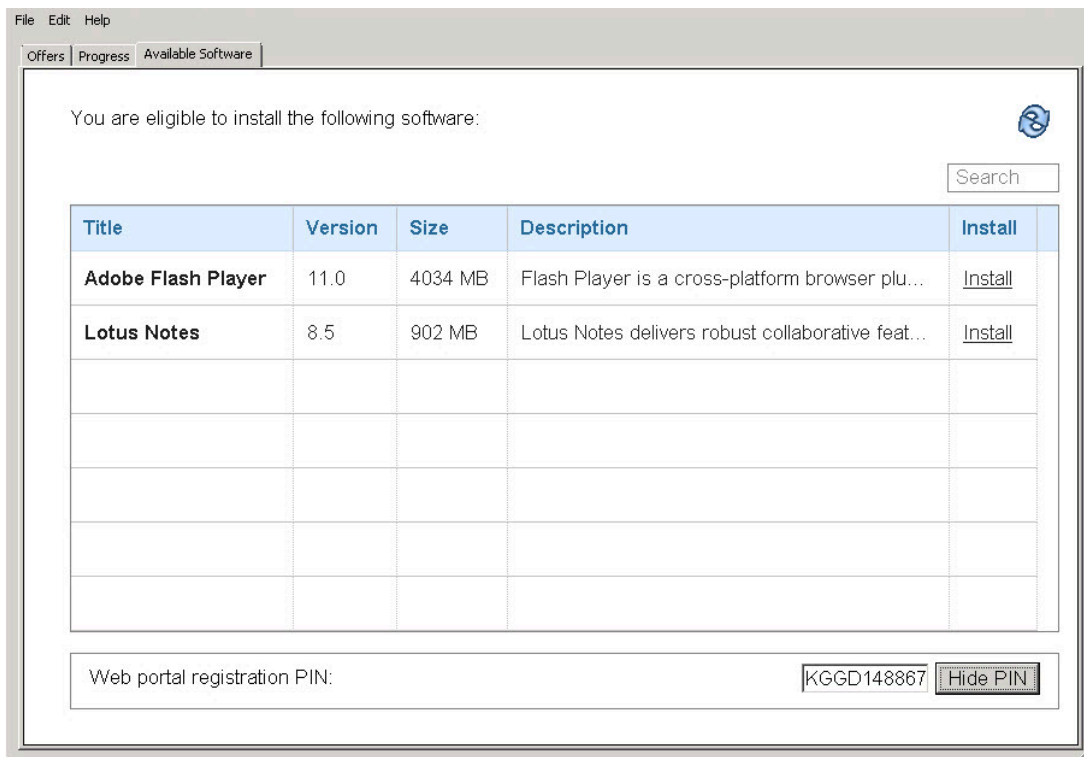 File Edit Help
Offers Progress Available Software
You are eligible to install the following software:
Search
Title Version Size Description Install
Adobe Flash Player 11.0 4034 MB Flash Player is a cross-platform browser plu... Install
Lotus Notes 8.5 902 MB Lotus Notes delivers robust collaborative feat... Install
Web portal registration PIN: KGGD148867 Hide PIN